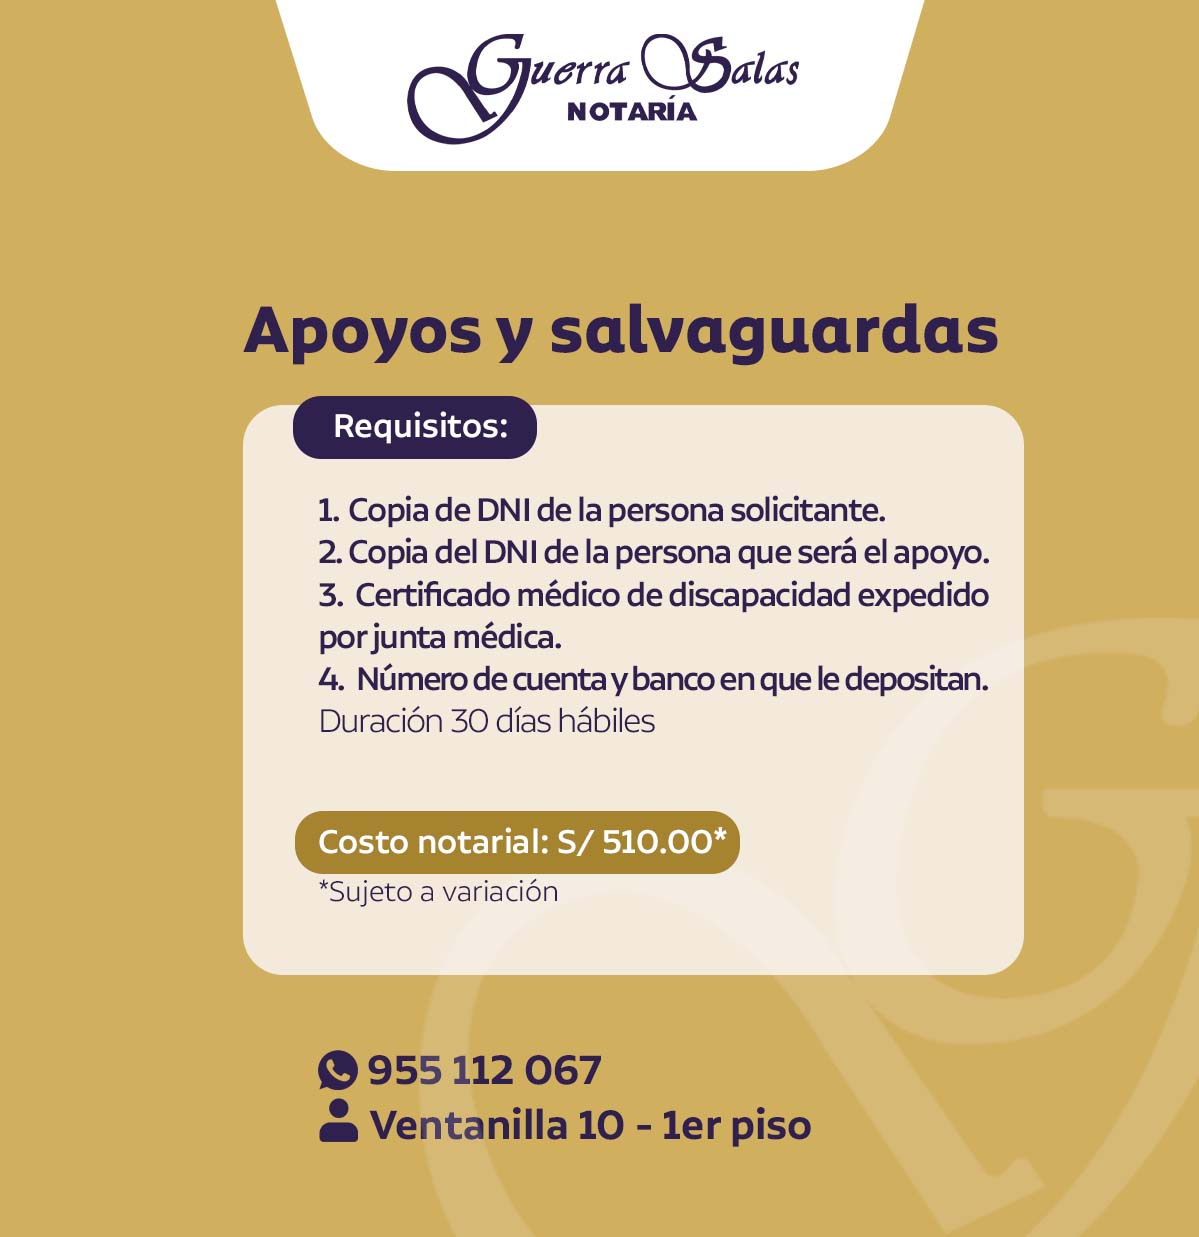 Guerra Salas
NOTARÍA
Apoyos y salvaguardas
Requisitos:
1. Copia de DNI de la persona solicitante.
2. Copia del DNI de la persona que será el apoyo.
3. Certificado médico de discapacidad expedido
por junta médica.
4. Número de cuenta y banco en que le depositan.
Duración 30 días hábiles
Costo notarial: S/ 510.00*
*Sujeto a variación
955 112 067
Ventanilla 10 - 1er piso